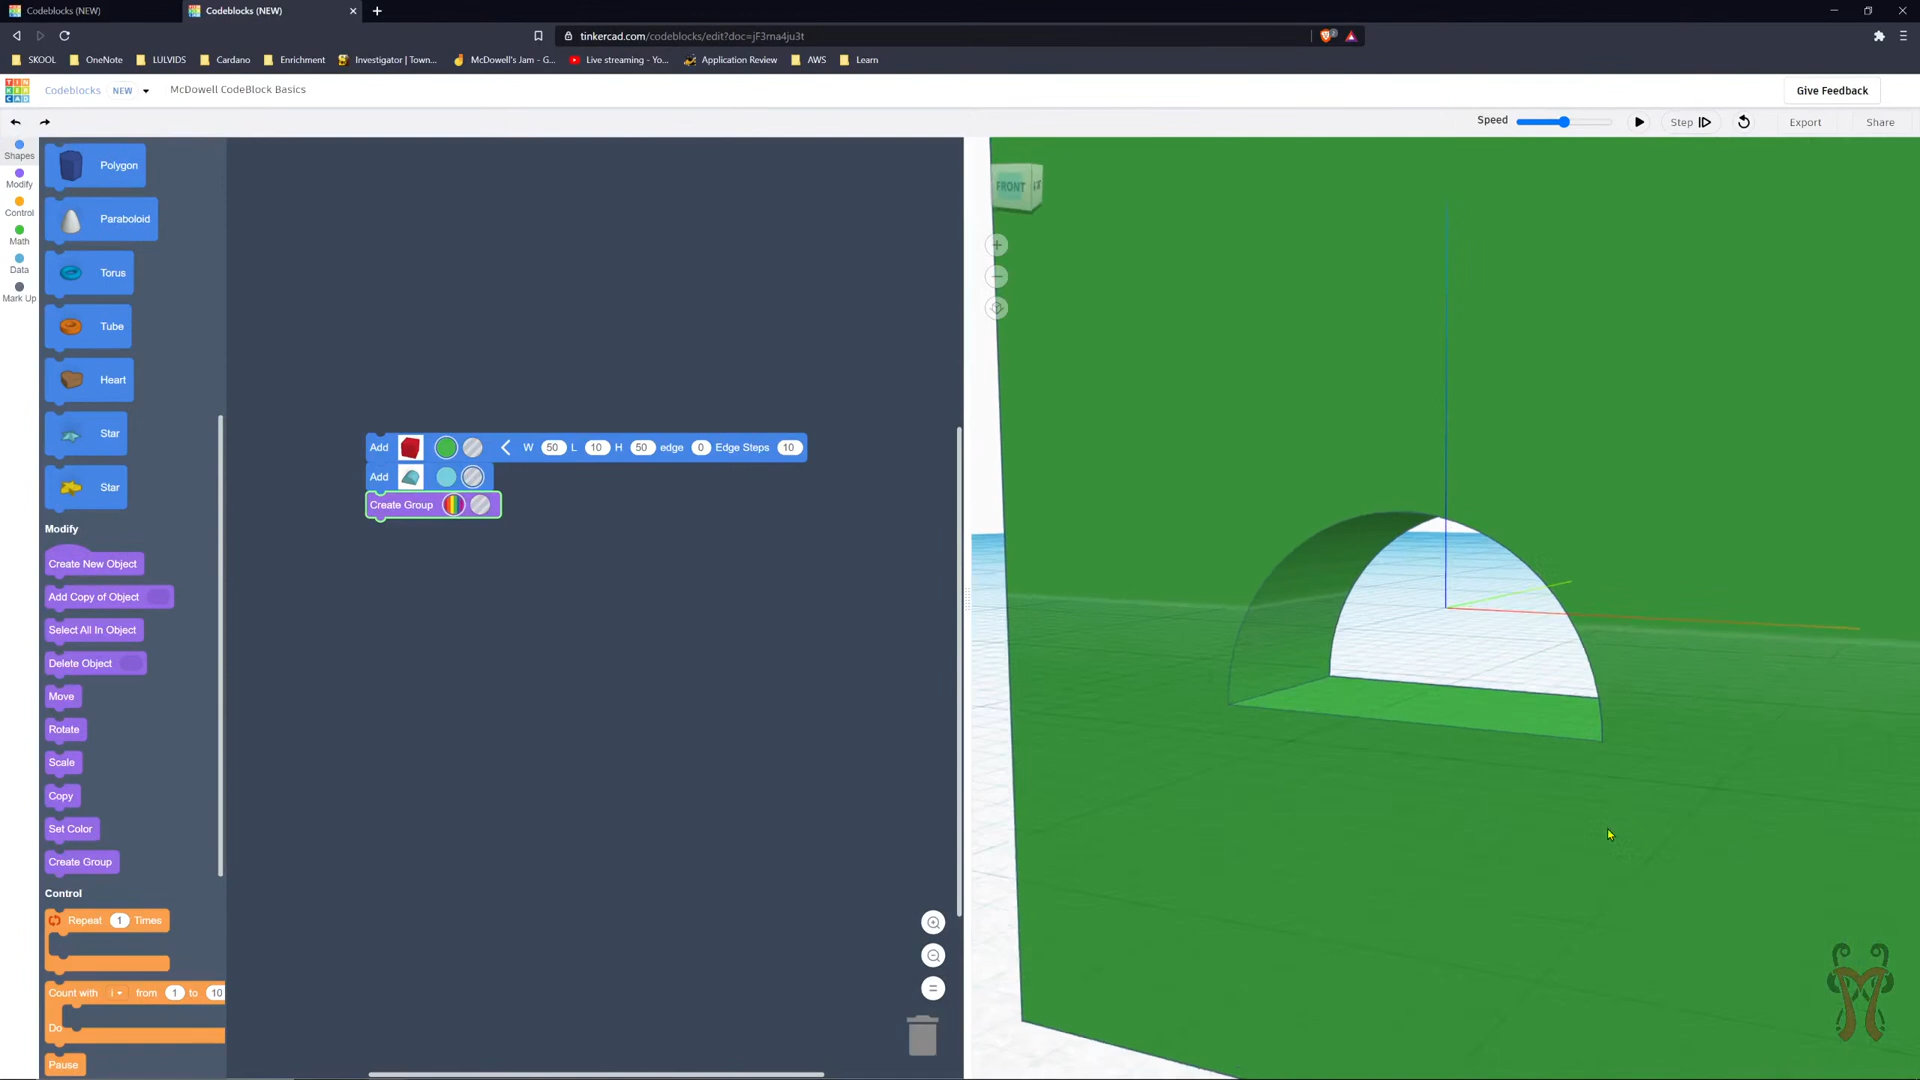 Codeblocks (NEW)
Codeblocks (NEW)
tinkercad.com/codeblocks/edit?doc=jF3ma4ju3t
2
SKOOL
OneNote
LULVIDS
Cardano
Enrichment
Investigator | Town...
McDowell's Jam - G...
Live streaming - Yo...
Application Review
AWS
Learn
TIN
KER
CAD
Codeblocks
NEW
McDowell CodeBlock Basics
Give Feedback
Speed
Step
Export
Share
Shapes
Modify
Control
Math
Data
Mark Up
Polygon
Paraboloid
Torus
Tube
Heart
Star
Star
Modify
Create New Object
Add Copy of Object
Select All In Object
Delete Object
Move
Rotate
Scale
Copy
Set Color
Create Group
Control
Repeat 1 Times
Count with i from 1 to 10
Do
Pause
Add W 50 L 10 H 50 edge 0 Edge Steps 10
Add
Create Group
FRONT